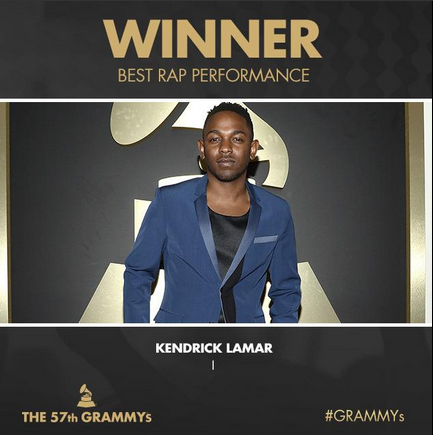 WINNER
BEST RAP PERFORMANCE
KENDRICK LAMAR
|
THE 57th GRAMMYs
#GRAMMYs